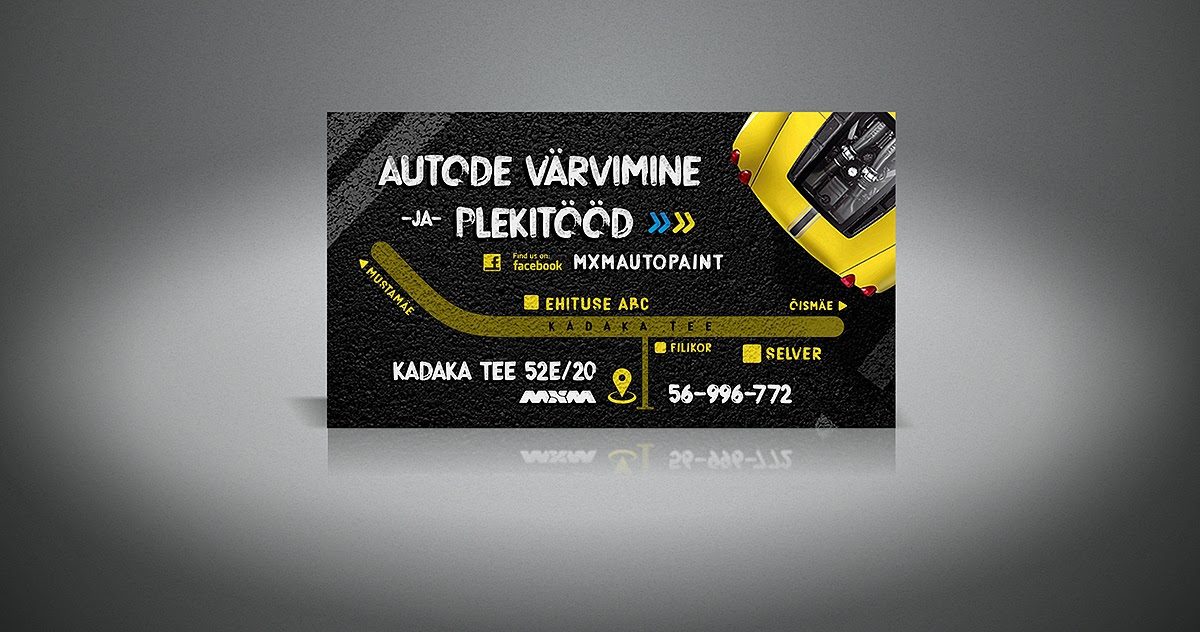 AUTODE VÄRVIMINE
-JA- PLEKITÖÖD
Find us on:
facebook MXMAUTOPAINT
MUSTAMÄE
EHITUSE ABC
ÕISMÄE
KADAKA TEE
FILIKOR
SELVER
KADAKA TEE 52E/20
MXM
56-996-772